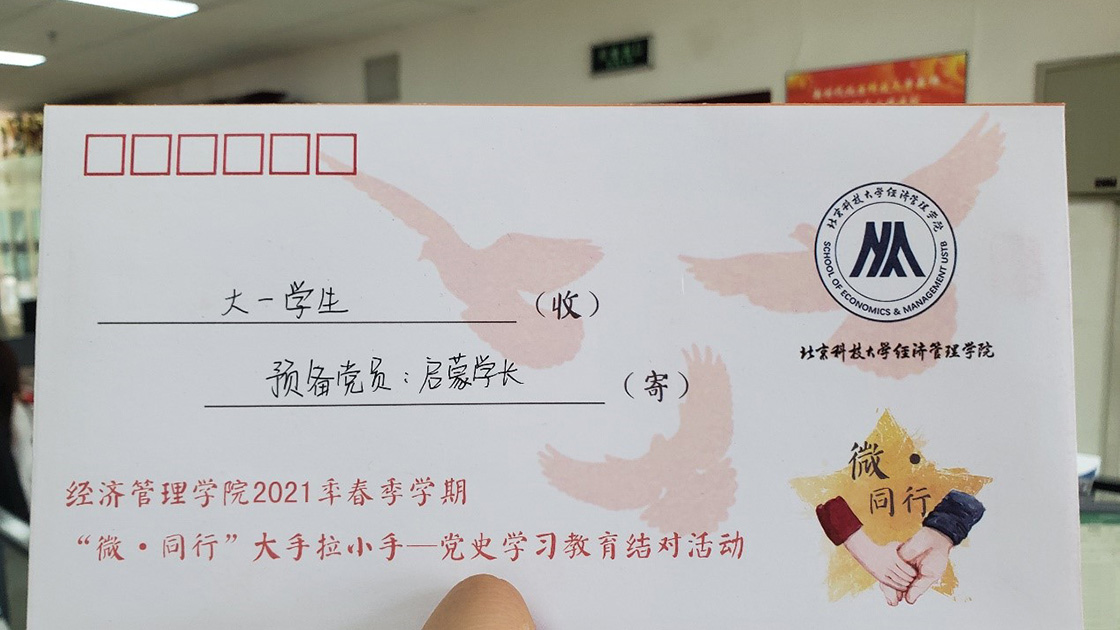 北京科技大学经济管理学院
SCHOOL OF ECONOMICS & MANAGEMENT USTB
大一学生（收）
北京科技大学经济管理学院
预备党员：启蒙学长（寄）
微·
同行
经济管理学院2021年春季学期
“微·同行”大手拉小手—党史学习教育结对活动